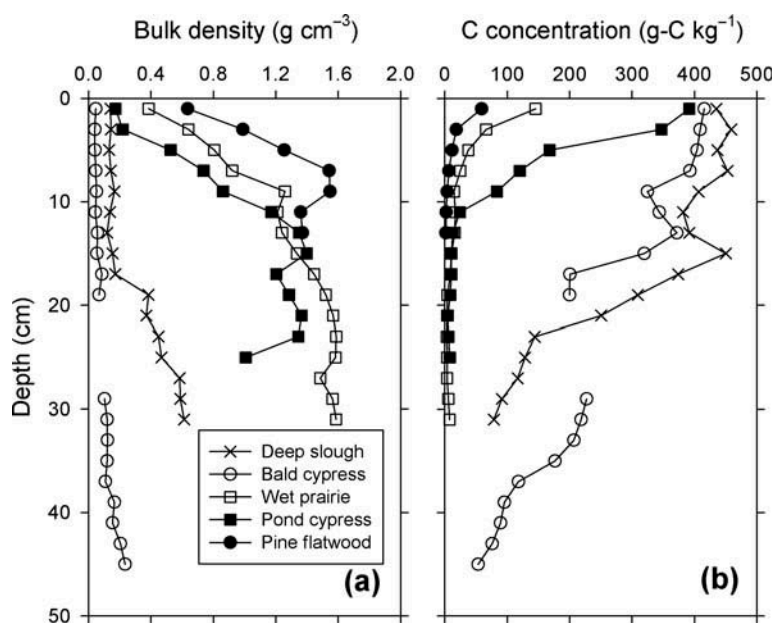 Bulk density (g cm⁻³)
C concentration (g-C kg⁻¹)
0.0 0.4 0.8 1.2 1.6 2.0
0 100 200 300 400 500
0
10
20
30
40
50
Depth (cm)
Deep slough
Bald cypress
Wet prairie
Pond cypress
Pine flatwood
(a)
(b)